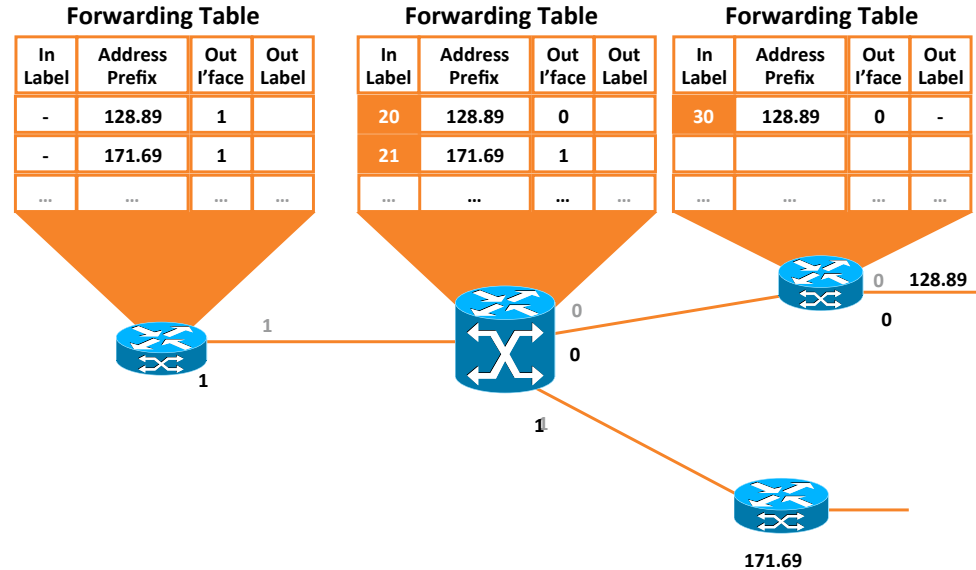 Forwarding Table
In Label | Address Prefix | Out I'face | Out Label
- | 128.89 | 1 |
- | 171.69 | 1 |
... | ... | ... | ...
Forwarding Table
In Label | Address Prefix | Out I'face | Out Label
20 | 128.89 | 0 |
21 | 171.69 | 1 |
... | ... | ... | ...
Forwarding Table
In Label | Address Prefix | Out I'face | Out Label
30 | 128.89 | 0 | -
... | ... | ... | ...
0 128.89
0
1
0
0
1
1
1
171.69